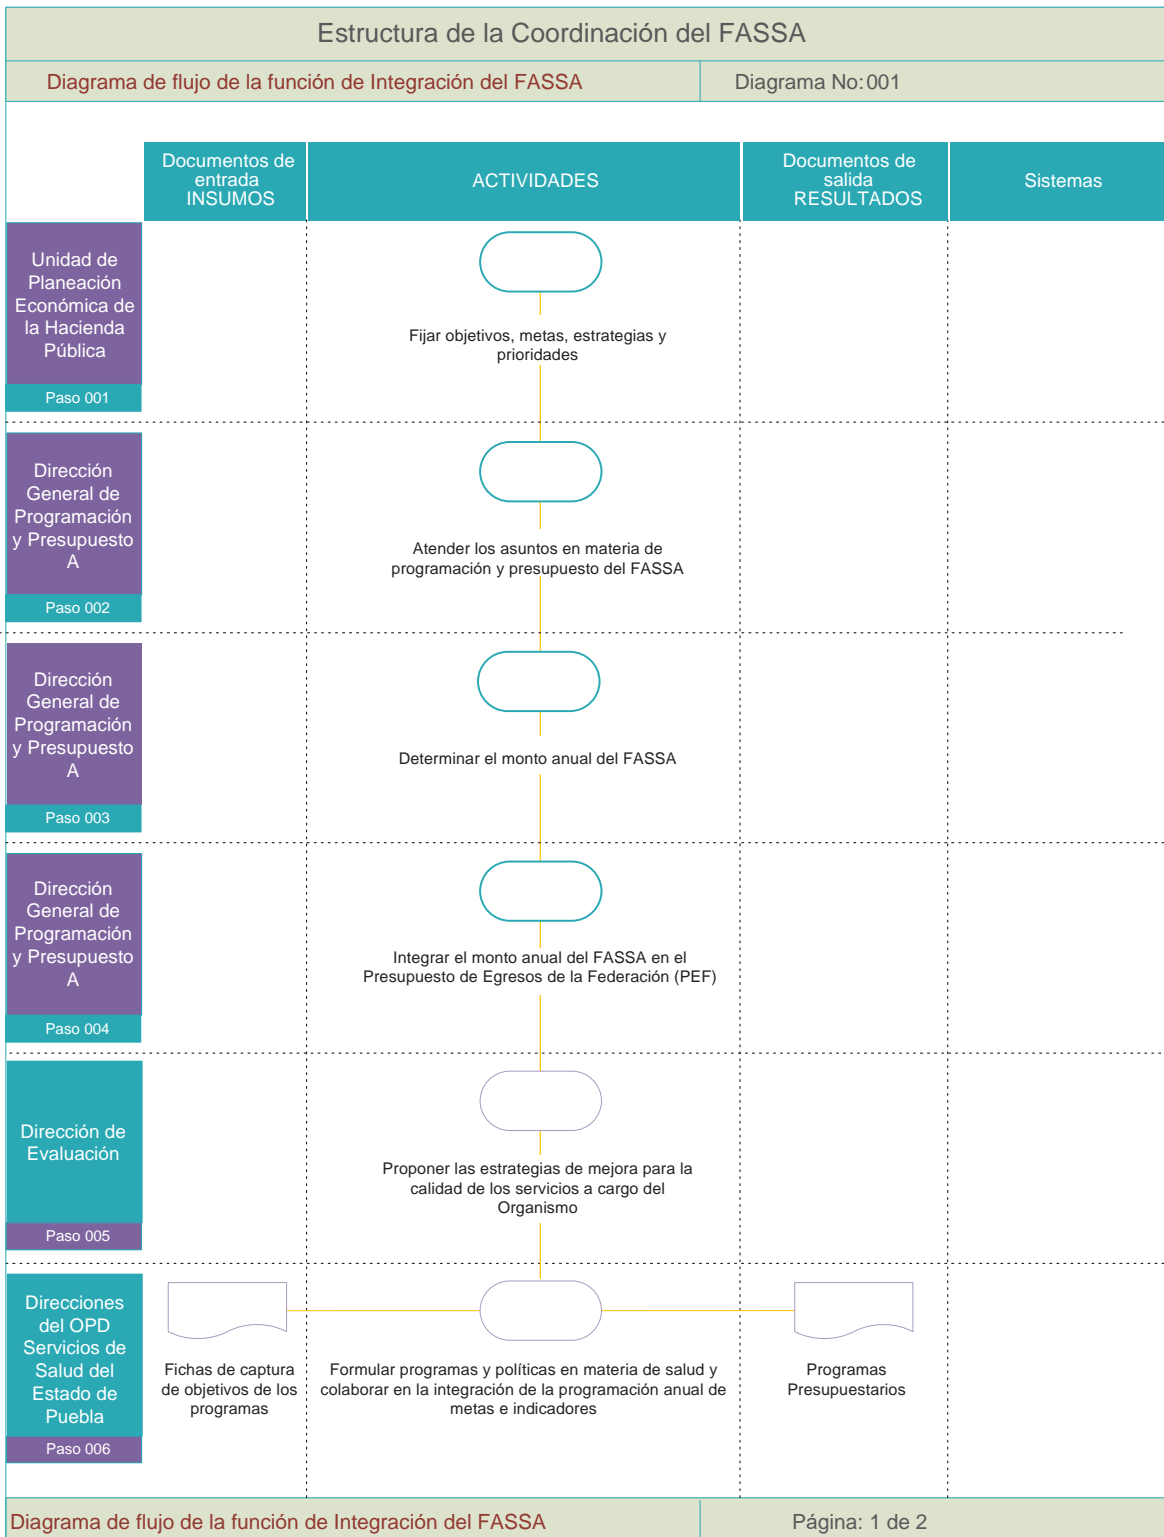 Estructura de la Coordinación del FASSA
Diagrama de flujo de la función de Integración del FASSA
Diagrama No:001
Documentos de
entrada
INSUMOS
ACTIVIDADES
Documentos de
salida
RESULTADOS
Sistemas
Unidad de
Planeación
Económica de
la Hacienda
Pública
Paso 001
Fijar objetivos, metas, estrategias y
prioridades
Dirección
General de
Programación
y Presupuesto
A
Paso 002
Atender los asuntos en materia de
programación y presupuesto del FASSA
Dirección
General de
Programación
y Presupuesto
A
Paso 003
Determinar el monto anual del FASSA
Dirección
General de
Programación
y Presupuesto
A
Paso 004
Integrar el monto anual del FASSA en el
Presupuesto de Egresos de la Federación (PEF)
Dirección de
Evaluación
Paso 005
Proponer las estrategias de mejora para la
calidad de los servicios a cargo del
Organismo
Direcciones
del OPD
Servicios de
Salud del
Estado de
Puebla
Paso 006
Fichas de captura
de objetivos de los
programas
Formular programas y políticas en materia de salud y
colaborar en la integración de la programación anual de
metas e indicadores
Programas
Presupuestarios
Diagrama de flujo de la función de Integración del FASSA
Página: 1 de 2